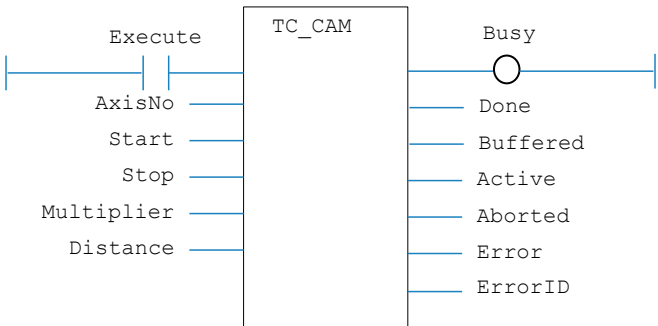 TC_CAM
Execute
Busy
AxisNo
Done
Start
Buffered
Stop
Active
Multiplier
Aborted
Distance
Error
ErrorID